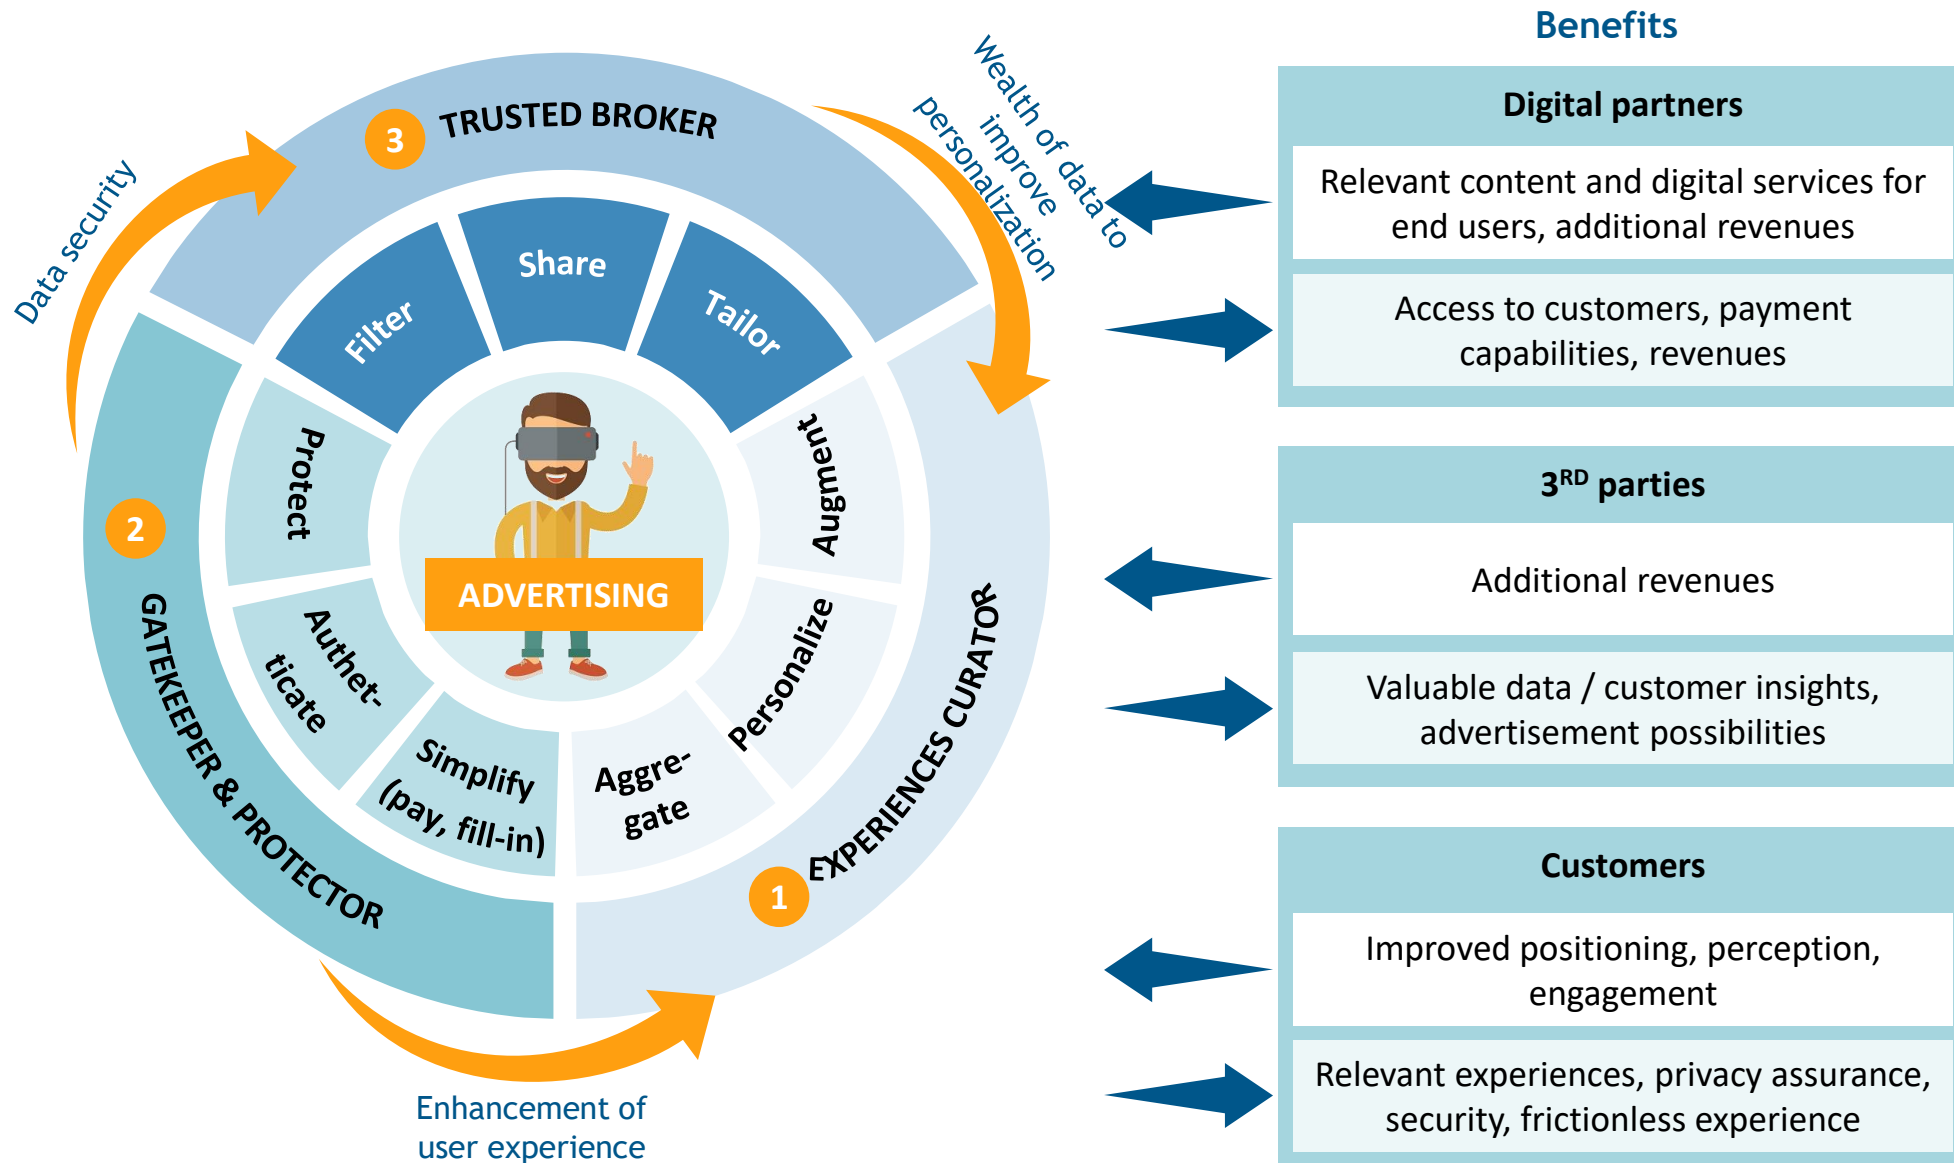 Benefits
3
TRUSTED BROKER
Wealth of data to
improve
personalization
Data security
Filter
Share
Tailor
Protect
Augment
2
GATEKEEPER & PROTECTOR
ADVERTISING
Authet-
ticate
Personalize
Simplify
(pay, fill-in)
Aggre-
gate
1
EXPERIENCES CURATOR
Enhancement of
user experience
Digital partners
Relevant content and digital services for
end users, additional revenues
Access to customers, payment
capabilities, revenues
3RD parties
Additional revenues
Valuable data / customer insights,
advertisement possibilities
Customers
Improved positioning, perception,
engagement
Relevant experiences, privacy assurance,
security, frictionless experience